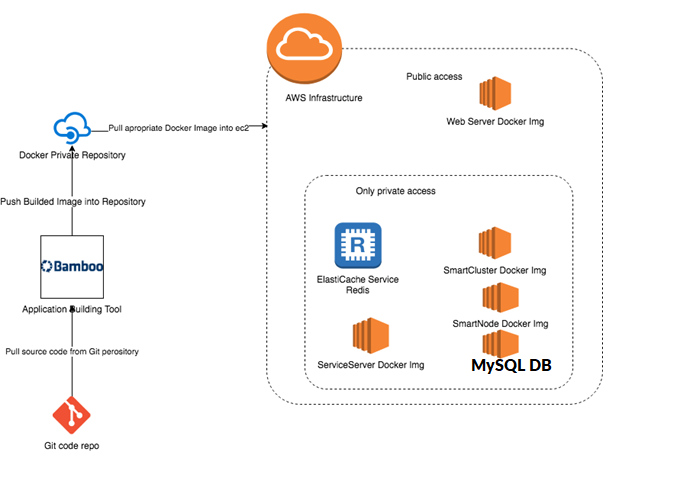 Public access
AWS Infrastructure
Web Server Docker Img
Pull apropriate Docker Image into ec2
Docker Private Repository
Only private access
Push Builded Image into Repository
R
Bamboo
ElastiCache Service
Redis
SmartCluster Docker Img
Application Building Tool
SmartNode Docker Img
Pull source code from Git perository
ServiceServer Docker Img
MySQL DB
Git code repo